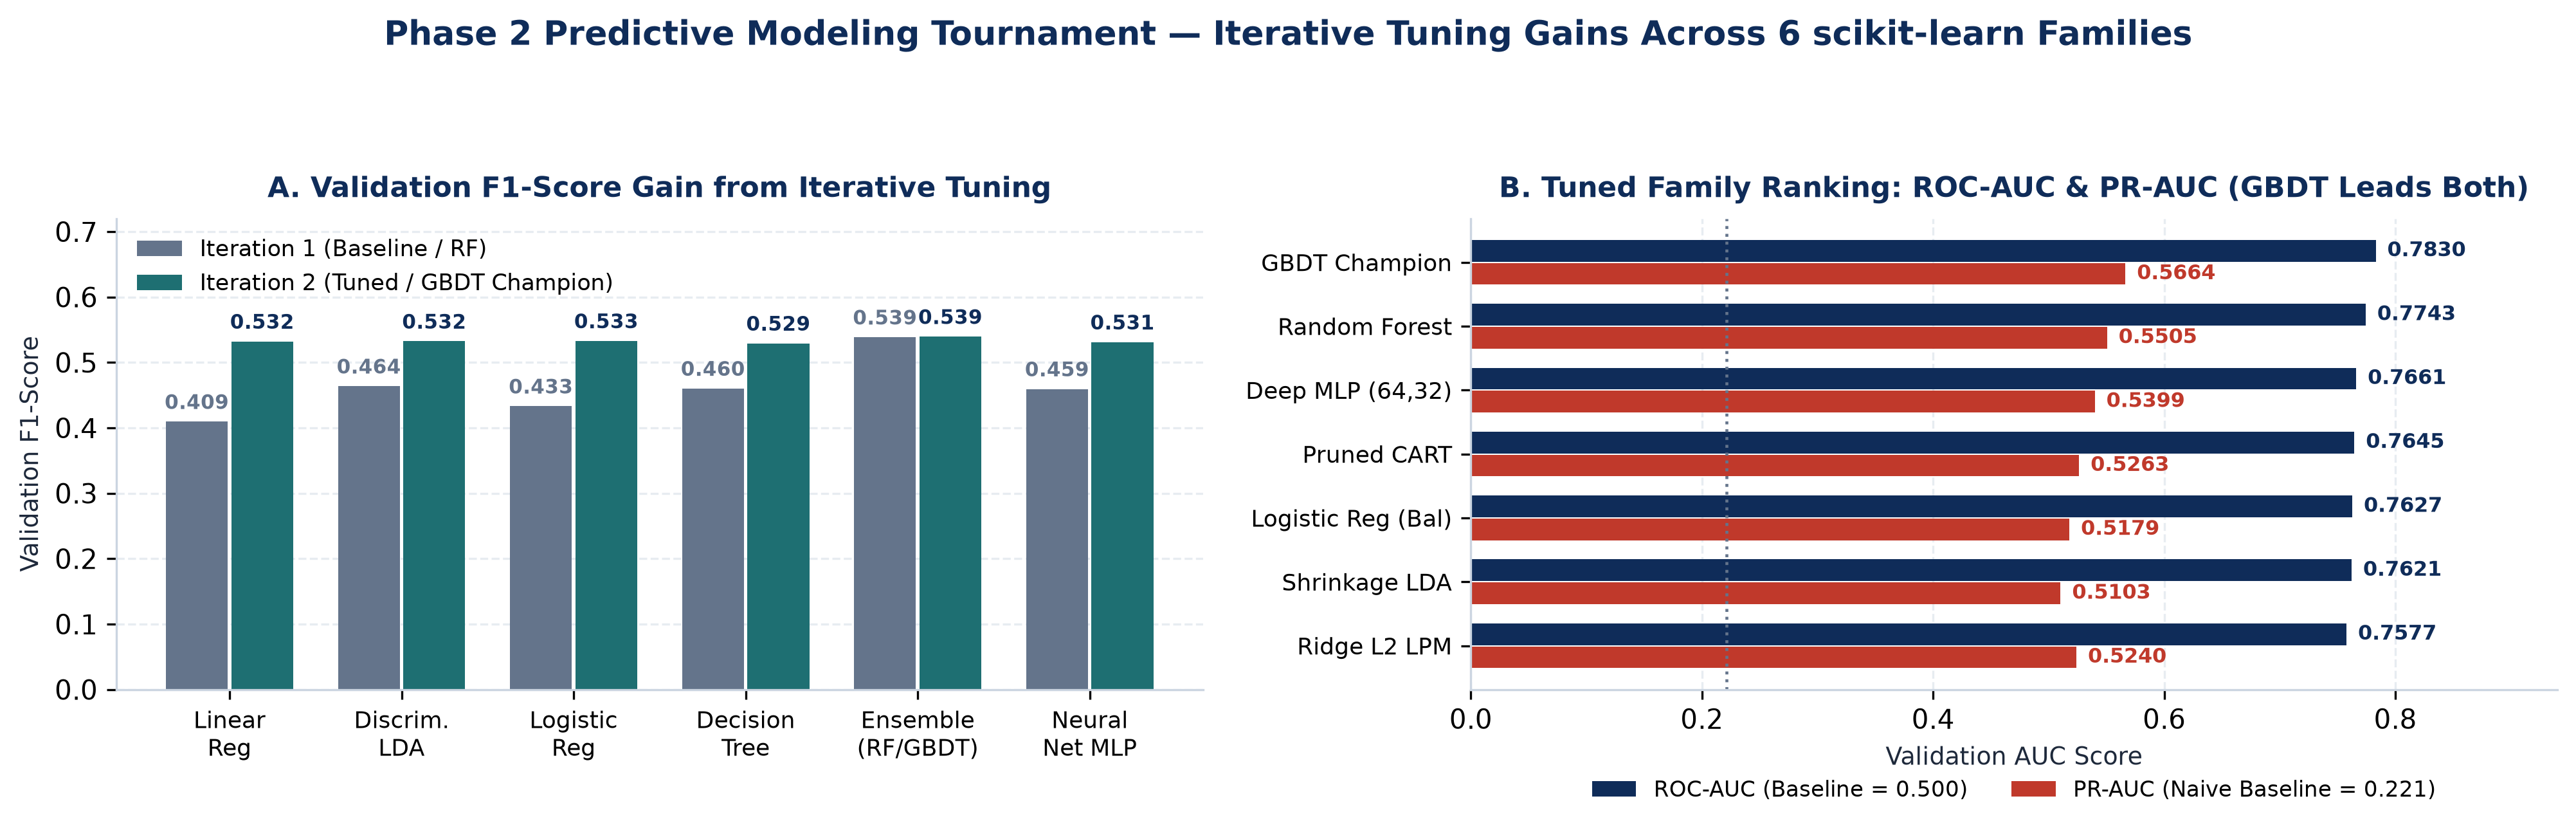 Phase 2 Predictive Modeling Tournament — Iterative Tuning Gains Across 6 scikit-learn Families
A. Validation F1-Score Gain from Iterative Tuning
Validation F1-Score
0.7
0.6
0.5
0.4
0.3
0.2
0.1
0.0
Iteration 1 (Baseline / RF)
Iteration 2 (Tuned / GBDT Champion)
0.409
0.532
0.464
0.532
0.433
0.533
0.460
0.529
0.539
0.539
0.459
0.531
Linear
Reg
Discrim.
LDA
Logistic
Reg
Decision
Tree
Ensemble
(RF/GBDT)
Neural
Net MLP
B. Tuned Family Ranking: ROC-AUC & PR-AUC (GBDT Leads Both)
GBDT Champion
0.7830
0.5664
Random Forest
0.7743
0.5505
Deep MLP (64,32)
0.7661
0.5399
Pruned CART
0.7645
0.5263
Logistic Reg (Bal)
0.7627
0.5179
Shrinkage LDA
0.7621
0.5103
Ridge L2 LPM
0.7577
0.5240
0.0
0.2
0.4
0.6
0.8
Validation AUC Score
ROC-AUC (Baseline = 0.500)
PR-AUC (Naive Baseline = 0.221)